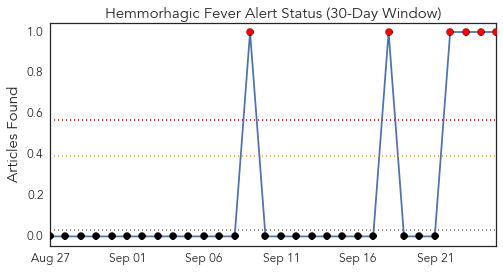 Hemmorhagic Fever Alert Status (30-Day Window)
Articles Found
1.0
0.8
0.6
0.4
0.2
0.0
Aug 27 Sep 01 Sep 06 Sep 11 Sep 16 Sep 21